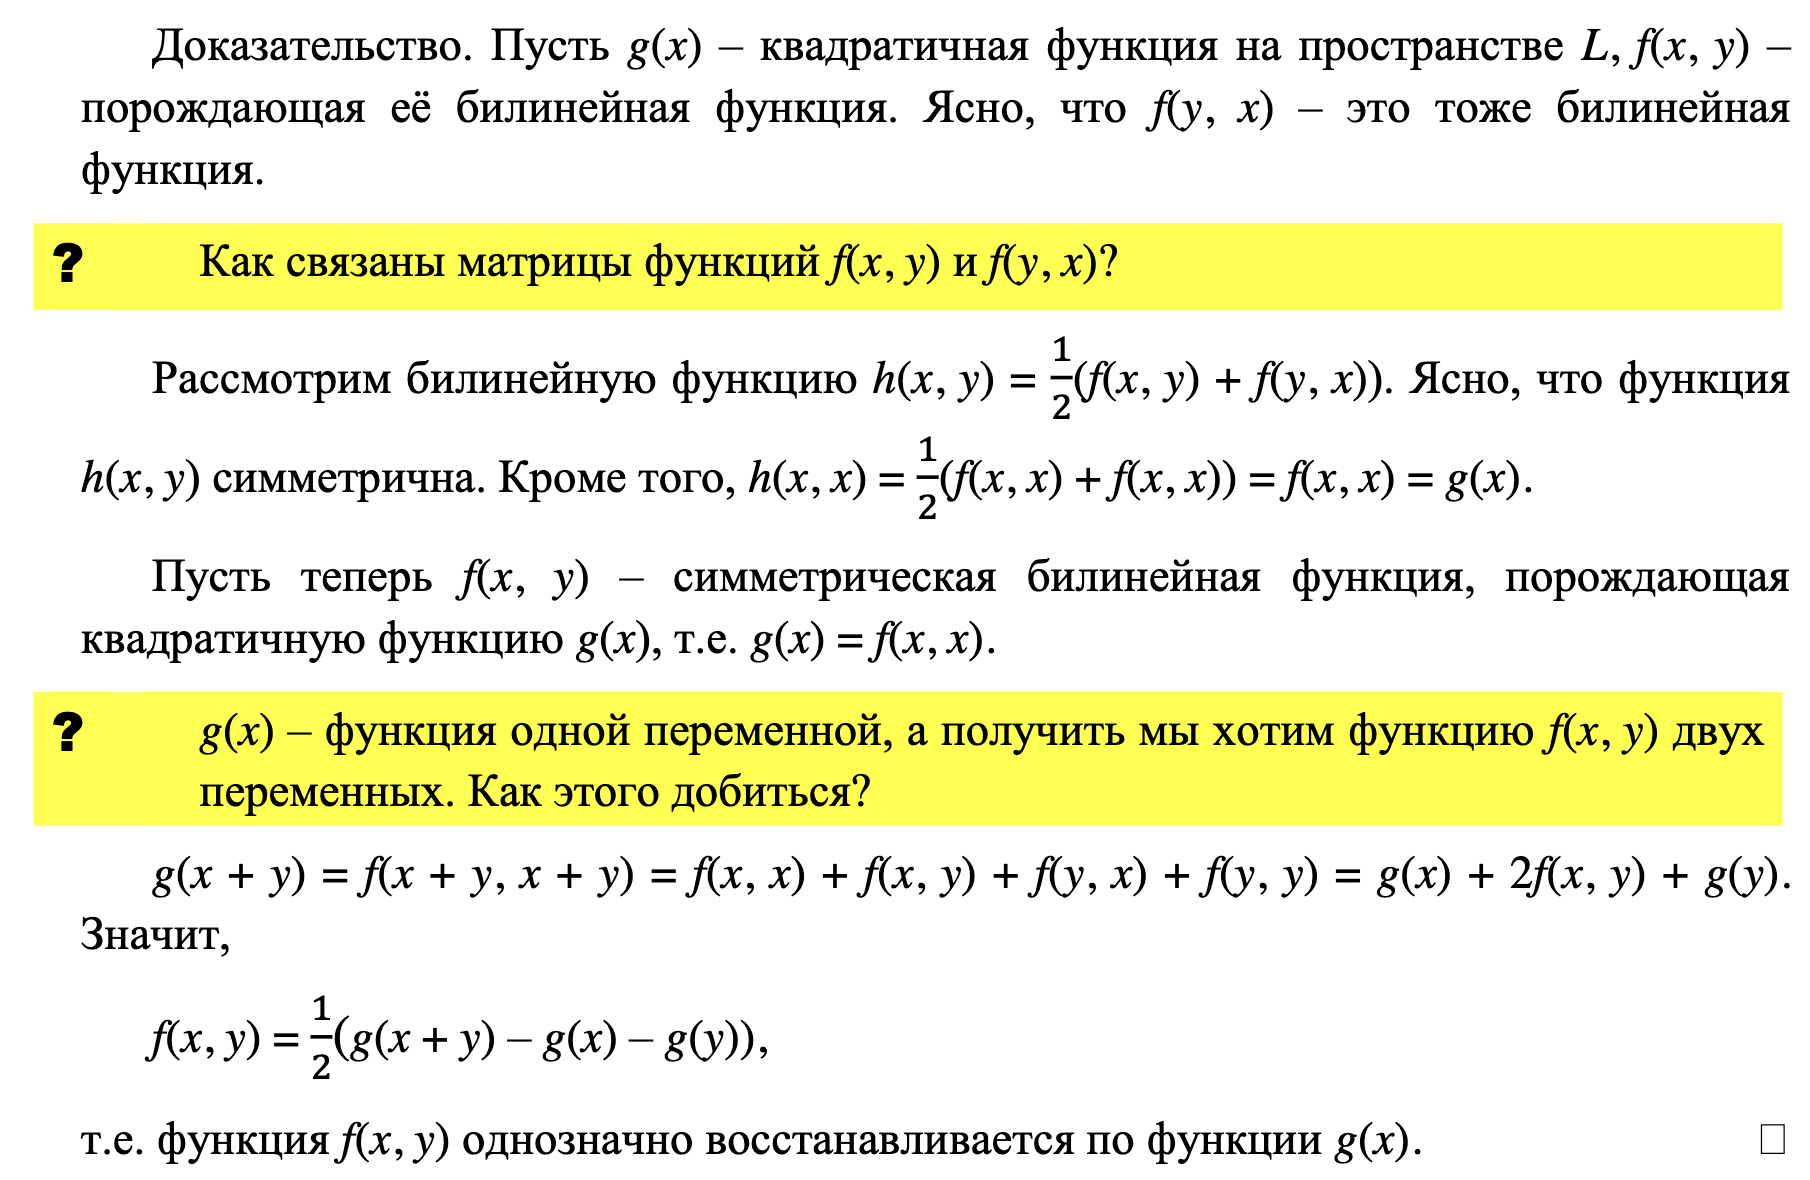 Доказательство. Пусть g(x) – квадратичная функция на пространстве L, f(x, y) –
порождающая её билинейная функция. Ясно, что f(y, x) – это тоже билинейная
функция.
? Как связаны матрицы функций f(x, y) и f(y, x)?
Рассмотрим билинейную функцию h(x, y) = 1/2(f(x, y) + f(y, x)). Ясно, что функция
h(x, y) симметрична. Кроме того, h(x, x) = 1/2(f(x, x) + f(x, x)) = f(x, x) = g(x).
Пусть теперь f(x, y) – симметрическая билинейная функция, порождающая
квадратичную функцию g(x), т.е. g(x) = f(x, x).
? g(x) – функция одной переменной, а получить мы хотим функцию f(x, y) двух
переменных. Как этого добиться?
g(x + y) = f(x + y, x + y) = f(x, x) + f(x, y) + f(y, x) + f(y, y) = g(x) + 2f(x, y) + g(y).
Значит,
f(x, y) = 1/2(g(x + y) – g(x) – g(y)),
т.е. функция f(x, y) однозначно восстанавливается по функции g(x). □